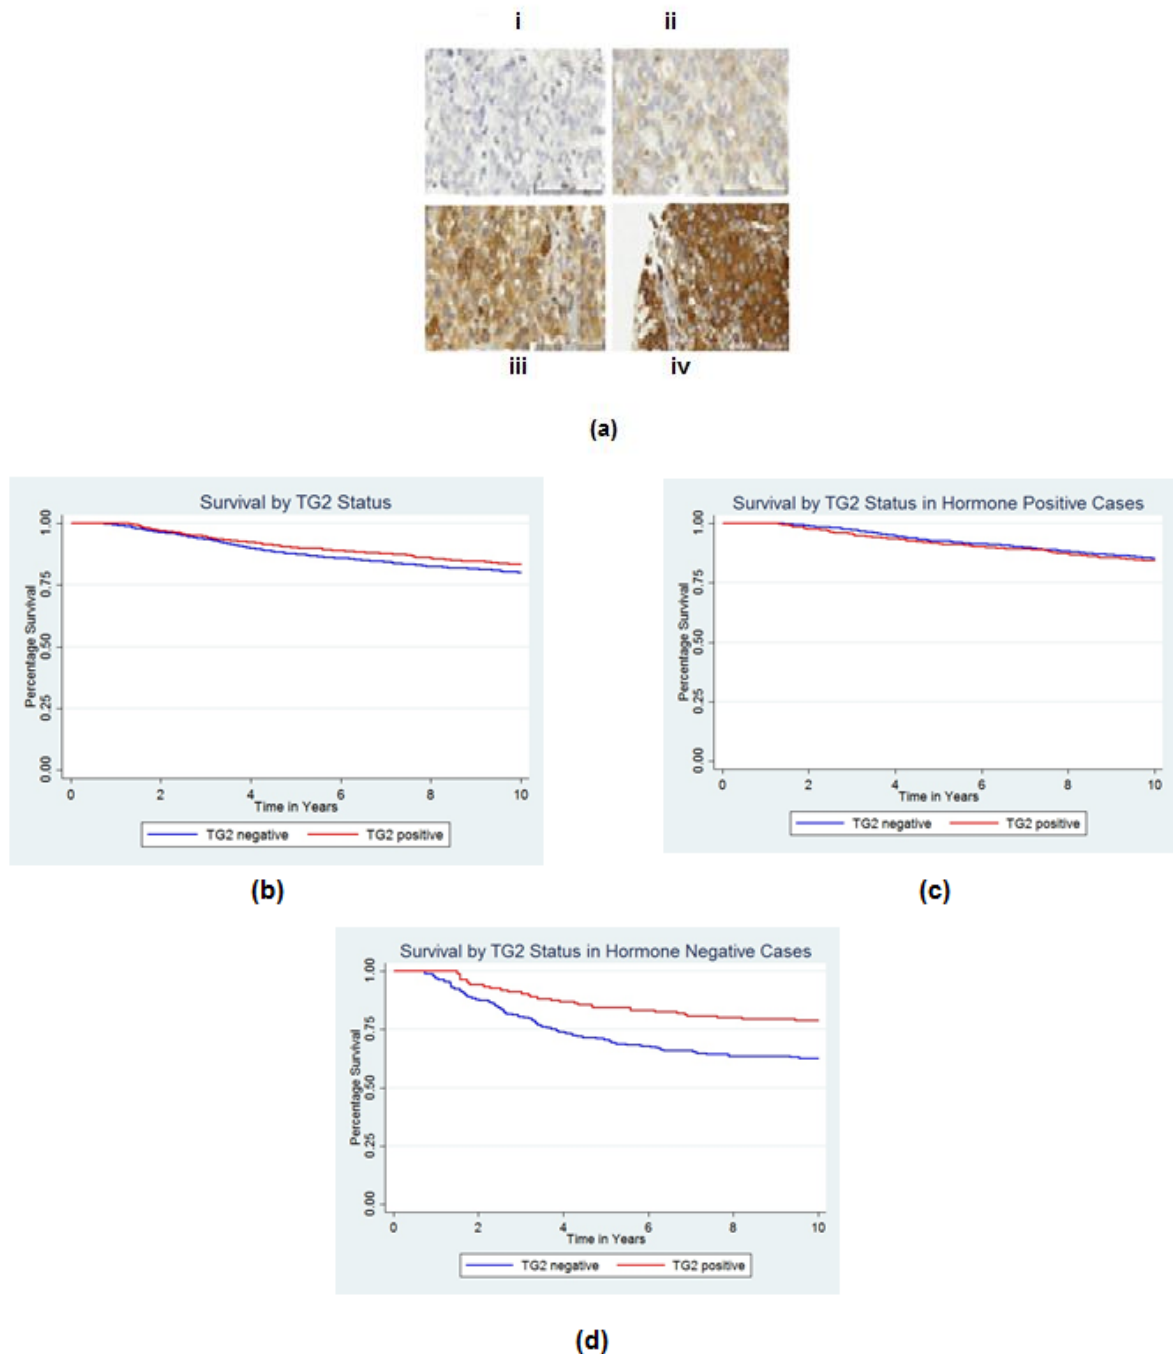 i ii
iii iv
(a)
Survival by TG2 Status
Percentage Survival
1.00
0.75
0.50
0.25
0.00
0 2 4 6 8 10
Time in Years
TG2 negative TG2 positive
(b)
Survival by TG2 Status in Hormone Positive Cases
Percentage Survival
1.00
0.75
0.50
0.25
0.00
0 2 4 6 8 10
Time in Years
TG2 negative TG2 positive
(c)
Survival by TG2 Status in Hormone Negative Cases
Percentage Survival
1.00
0.75
0.50
0.25
0.00
0 2 4 6 8 10
Time in Years
TG2 negative TG2 positive
(d)